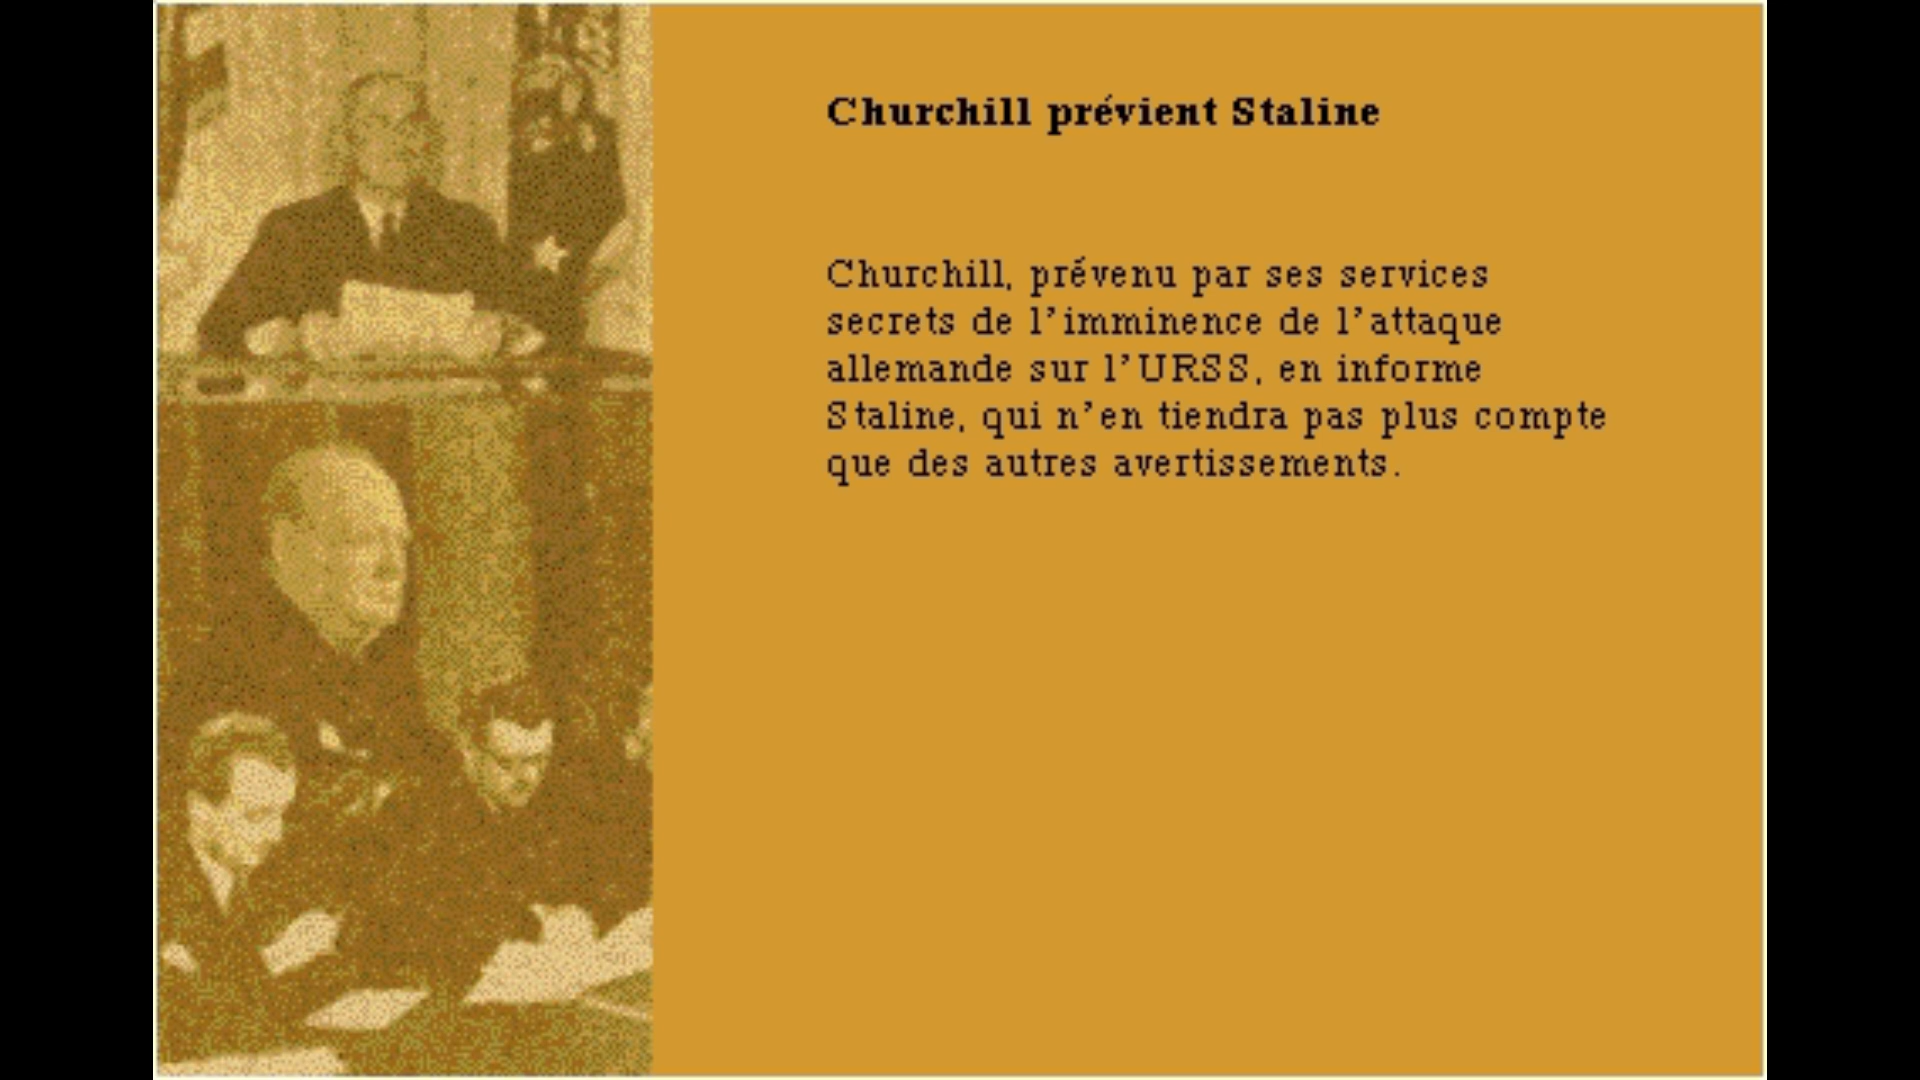 Churchill prévient Staline
Churchill, prévenu par ses services
secrets de l’imminence de l’attaque
allemande sur l’URSS, en informe
Staline, qui n’en tiendra pas plus compte
que des autres avertissements.